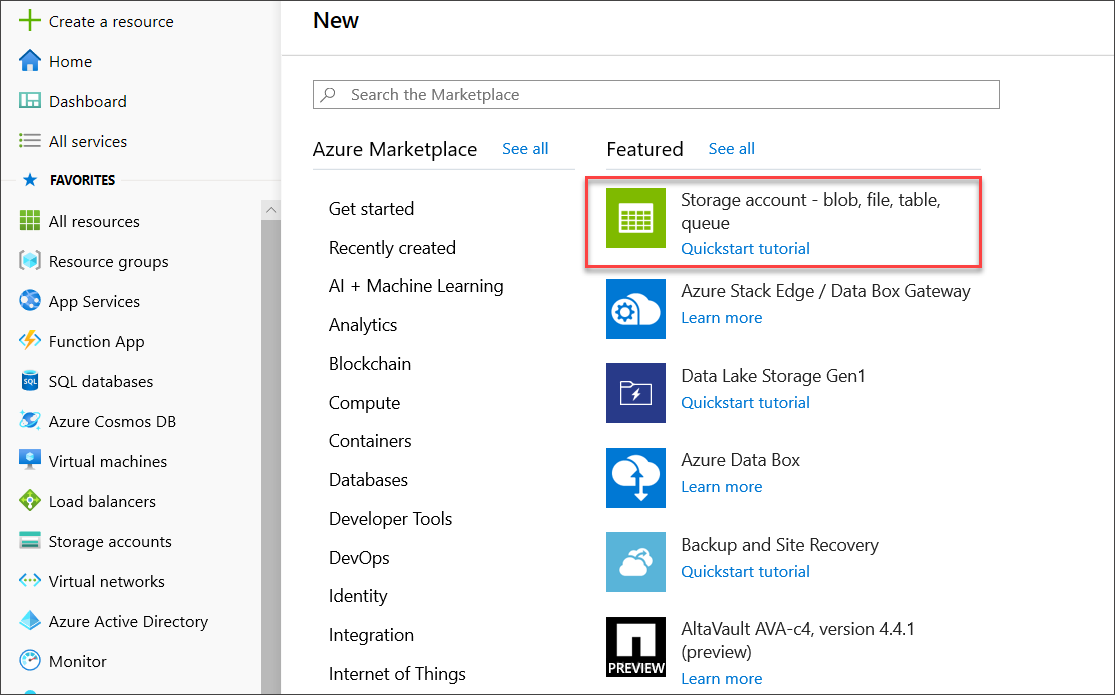 Create a resource
Home
Dashboard
All services
FAVORITES
All resources
Resource groups
App Services
Function App
SQL
SQL databases
Azure Cosmos DB
Virtual machines
Load balancers
Storage accounts
Virtual networks
Azure Active Directory
Monitor
New
Search the Marketplace
Azure Marketplace
See all
Get started
Recently created
AI + Machine Learning
Analytics
Blockchain
Compute
Containers
Databases
Developer Tools
DevOps
Identity
Integration
Internet of Things
Featured
See all
Storage account - blob, file, table,
queue
Quickstart tutorial
Azure Stack Edge / Data Box Gateway
Learn more
Data Lake Storage Gen1
Quickstart tutorial
Azure Data Box
Learn more
Backup and Site Recovery
Quickstart tutorial
PREVIEW
AltaVault AVA-c4, version 4.4.1
(preview)
Learn more